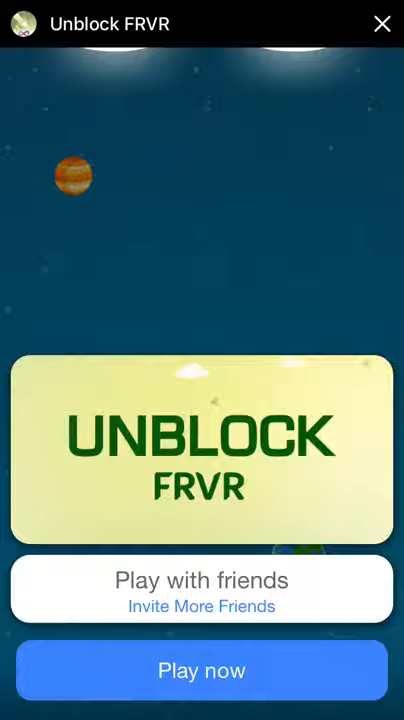 Unblock FRVR
UNBLOCK
FRVR
Play with friends
Invite More Friends
Play now